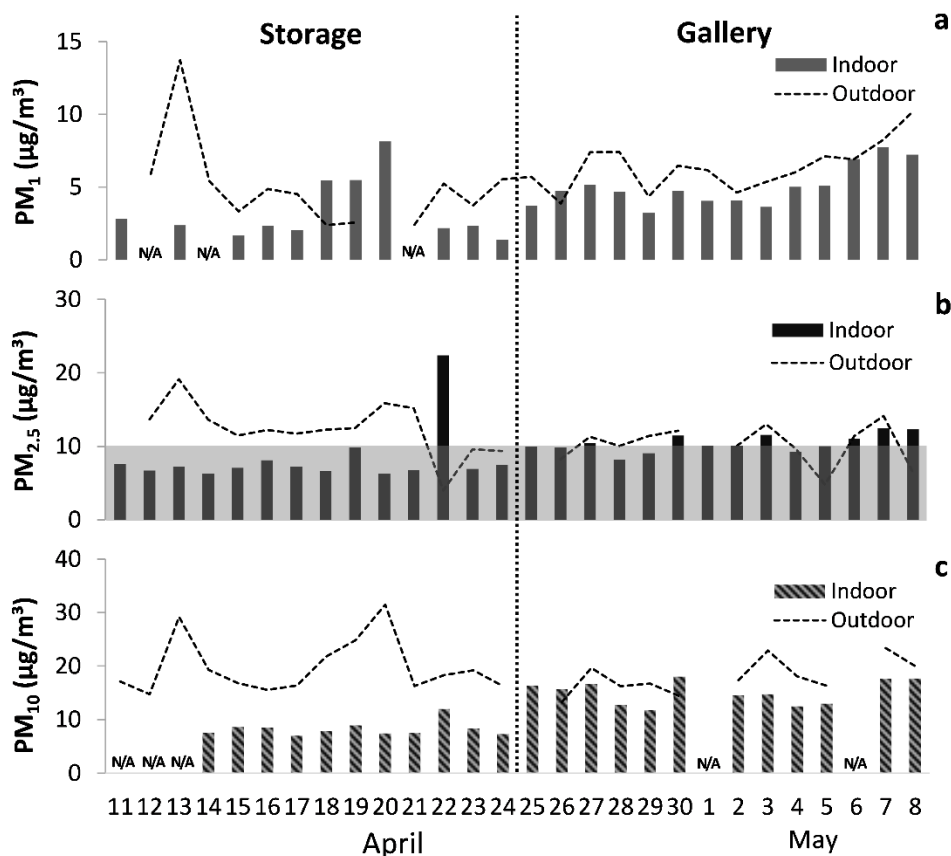 a
Storage Gallery
PM₁ (µg/m³)
15
10
5
0
Indoor
Outdoor
N/A N/A N/A
b
PM₂.₅ (µg/m³)
30
20
10
0
Indoor
Outdoor
c
PM₁₀ (µg/m³)
40
30
20
10
0
Indoor
Outdoor
N/A N/A N/A N/A N/A
11 12 13 14 15 16 17 18 19 20 21 22 23 24 25 26 27 28 29 30 1 2 3 4 5 6 7 8
April May